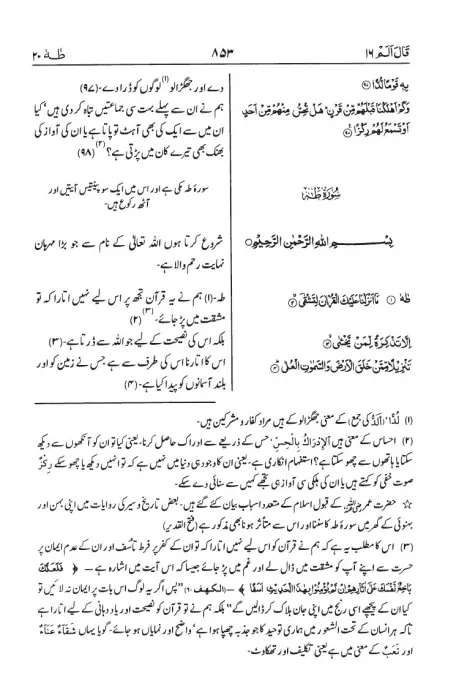 قَالَ اَلَمْ ١٦
٨٥٣
طٰهٰ ٢٠
بِهٖ قَوْمًا لُّدًّا ۞
وَكَمْ اَهْلَكْنَا قَبْلَهُمْ مِّنْ قَرْنٍ ؕ هَلْ تُحِسُّ مِنْهُمْ مِّنْ اَحَدٍ
اَوْ تَسْمَعُ لَهُمْ رِكْزًا ۞
سُوْرَةُ طٰهٰ
بِسْــــــمِ اللهِ الرَّحْمٰنِ الرَّحِيْمِ ۞
طٰهٰ ۞ مَاۤ اَنْزَلْنَا عَلَيْكَ الْقُرْاٰنَ لِتَشْقٰۤى ۞
اِلَّا تَذْكِرَةً لِّمَنْ يَّخْشٰى ۞
تَنْزِيْلًا مِّمَّنْ خَلَقَ الْاَرْضَ وَالسَّمٰوٰتِ الْعُلٰى ۞
دے اور جھگڑالو (١) لوگوں کو ڈرا دے۔ (٩٧)
ہم نے ان سے پہلے بہت سی جماعتیں تباہ کر دی ہیں، کیا
ان میں سے ایک کی بھی آہٹ تو پاتا ہے یا ان کی آواز کی
بھنک بھی تیرے کان میں پڑتی ہے؟ (٢) (٩٨)
سورۂ طہ مکی ہے اور اس میں ایک سو پینتیس آیتیں اور
آٹھ رکوع ہیں۔
شروع کرتا ہوں اللہ تعالیٰ کے نام سے جو بڑا مہربان
نہایت رحم والا ہے۔
طہ۔ (١) ہم نے یہ قرآن تجھ پر اس لیے نہیں اتارا کہ تو
مشقت میں پڑ جائے۔ (٣) (٢)
بلکہ اس کی نصیحت کے لیے جو اللہ سے ڈرتا ہے۔ (٣)
اس کا اتارنا اس کی طرف سے ہے جس نے زمین کو اور
بلند آسمانوں کو پیدا کیا ہے۔ (٤)
(١) لُدًّا، (أَلَدُّ کی جمع) کے معنی جھگڑالو کے ہیں مراد کفار و مشرکین ہیں۔
(٢) احساس کے معنی ہیں الإِدْرَاكُ بِالْحِسِّ، حس کے ذریعے سے ادراک حاصل کرنا۔ یعنی کیا تو ان کو آنکھوں سے دیکھ
سکتا یا ہاتھوں سے چھو سکتا ہے؟ استفہام انکاری ہے۔ یعنی ان کا وجود ہی دنیا میں نہیں ہے کہ تو انہیں دیکھ یا چھو سکے رِكْزٌ
صوت خفی کو کہتے ہیں یا ان کی ہلکی سی آواز ہی تجھے کہیں سے سنائی دے سکے۔
☆ حضرت عمر رضی اللہ عنہ کے قبول اسلام کے متعدد اسباب بیان کئے گئے ہیں۔ بعض تاریخ و سیر کی روایات میں اپنی بہن اور
بہنوئی کے گھر میں سورۂ طہ کا سننا اور اس سے متاثر ہونا بھی مذکور ہے (فتح القدیر)
(٣) اس کا مطلب یہ ہے کہ ہم نے قرآن کو اس لیے نہیں اتارا کہ تو ان کے کفر پر فرط تأسف اور ان کے عدم ایمان پر
حسرت سے اپنے آپ کو مشقت میں ڈال لے اور غم میں پڑ جائے جیسا کہ اس آیت میں اشارہ ہے۔ ﴿ فَلَعَلَّكَ
بَاخِعٌ نَّفْسَكَ عَلٰۤى اٰثَارِهِمْ اِنْ لَّمْ يُؤْمِنُوْا بِهٰذَا الْحَدِيْثِ اَسَفًا ﴾ (الكهف۔٦) "پس اگر یہ لوگ اس بات پر ایمان نہ لائیں تو
کیا ان کے پیچھے اسی رنج میں اپنی جان ہلاک کر ڈالیں گے؟" بلکہ ہم نے تو قرآن کو نصیحت اور یاد دہانی کے لیے اتارا ہے
تاکہ ہر انسان کے تحت الشعور میں ہماری توحید کا جو جذبہ چھپا ہوا ہے، واضح اور نمایاں ہو جائے۔ گویا یہاں شَقَاءٌ عَنَاءٌ
اور تَعَبٌ کے معنی میں ہے یعنی تکلیف اور تھکاوٹ۔